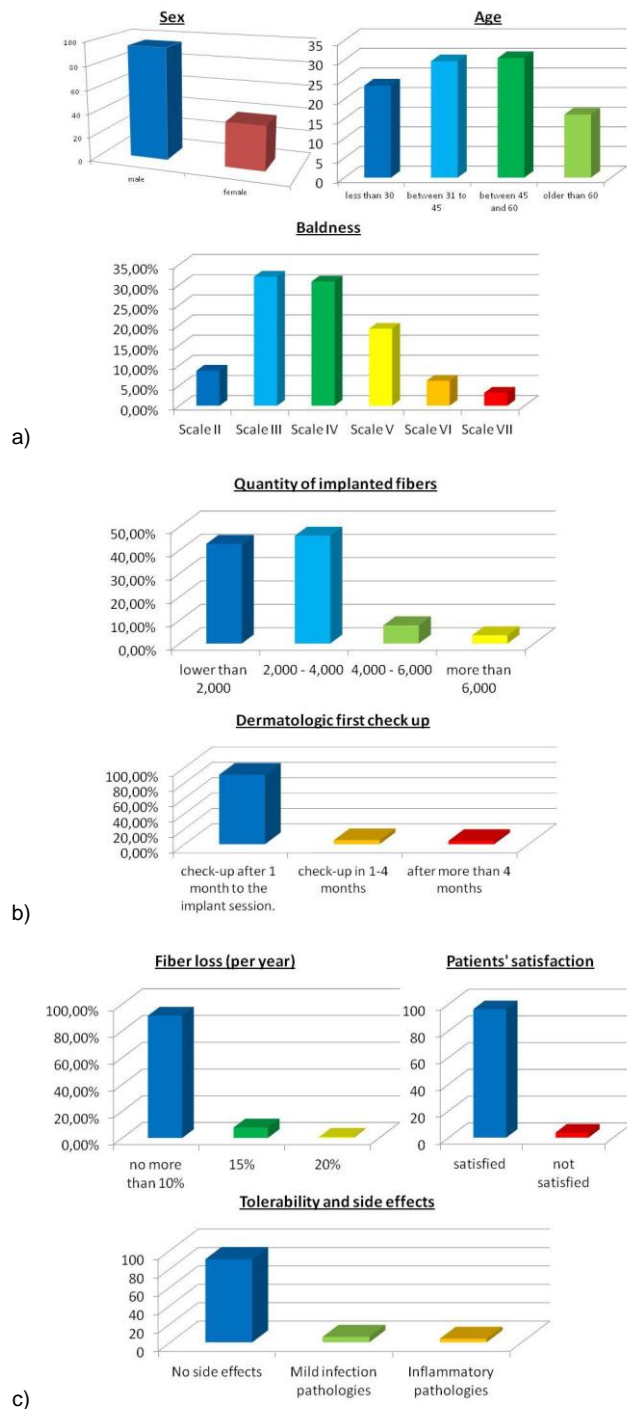 Sex
100
80
60
40
20
0
male
female
Age
35
30
25
20
15
10
5
0
less than 30
between 31 to
45
between 45
and 60
older than 60
Baldness
35,00%
30,00%
25,00%
20,00%
15,00%
10,00%
5,00%
0,00%
Scale II Scale III Scale IV Scale V Scale VI Scale VII
a)
Quantity of implanted fibers
50,00%
40,00%
30,00%
20,00%
10,00%
0,00%
lower than
2,000
2,000 - 4,000
4,000 - 6,000
more than
6,000
Dermatologic first check up
100,00%
80,00%
60,00%
40,00%
20,00%
0,00%
check-up after 1
month to the
implant session.
check-up in 1-4
months
after more than 4
months
b)
Fiber loss (per year)
100,00%
80,00%
60,00%
40,00%
20,00%
0,00%
no more
than 10%
15%
20%
Patients' satisfaction
100
80
60
40
20
0
satisfied
not
satisfied
Tolerability and side effects
100
80
60
40
20
0
No side effects
Mild infection
pathologies
Inflammatory
pathologies
c)